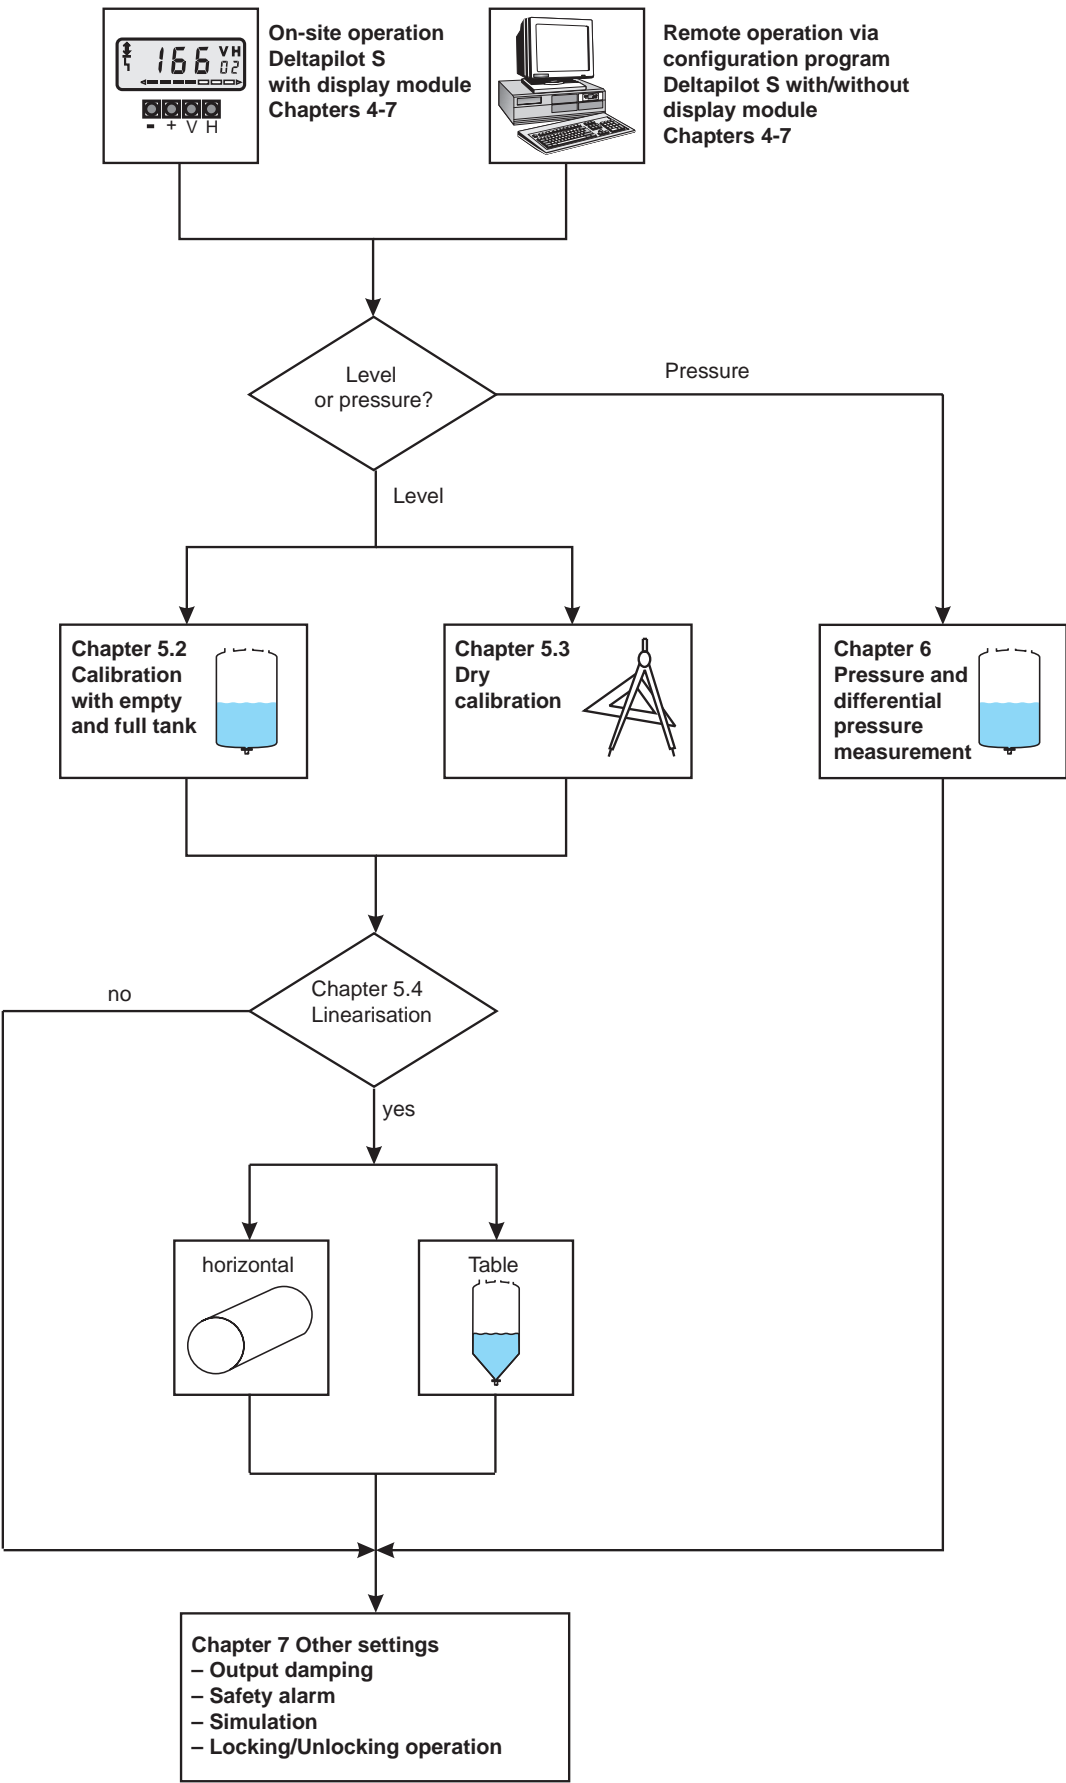 On-site operation
Deltapilot S
with display module
Chapters 4-7
166 VH
02
- + V H
Remote operation via
configuration program
Deltapilot S with/without
display module
Chapters 4-7
Level
or pressure?
Pressure
Level
Chapter 5.2
Calibration
with empty
and full tank
Chapter 5.3
Dry
calibration
Chapter 6
Pressure and
differential
pressure
measurement
Chapter 5.4
Linearisation
no
yes
horizontal
Table
Chapter 7 Other settings
– Output damping
– Safety alarm
– Simulation
– Locking/Unlocking operation